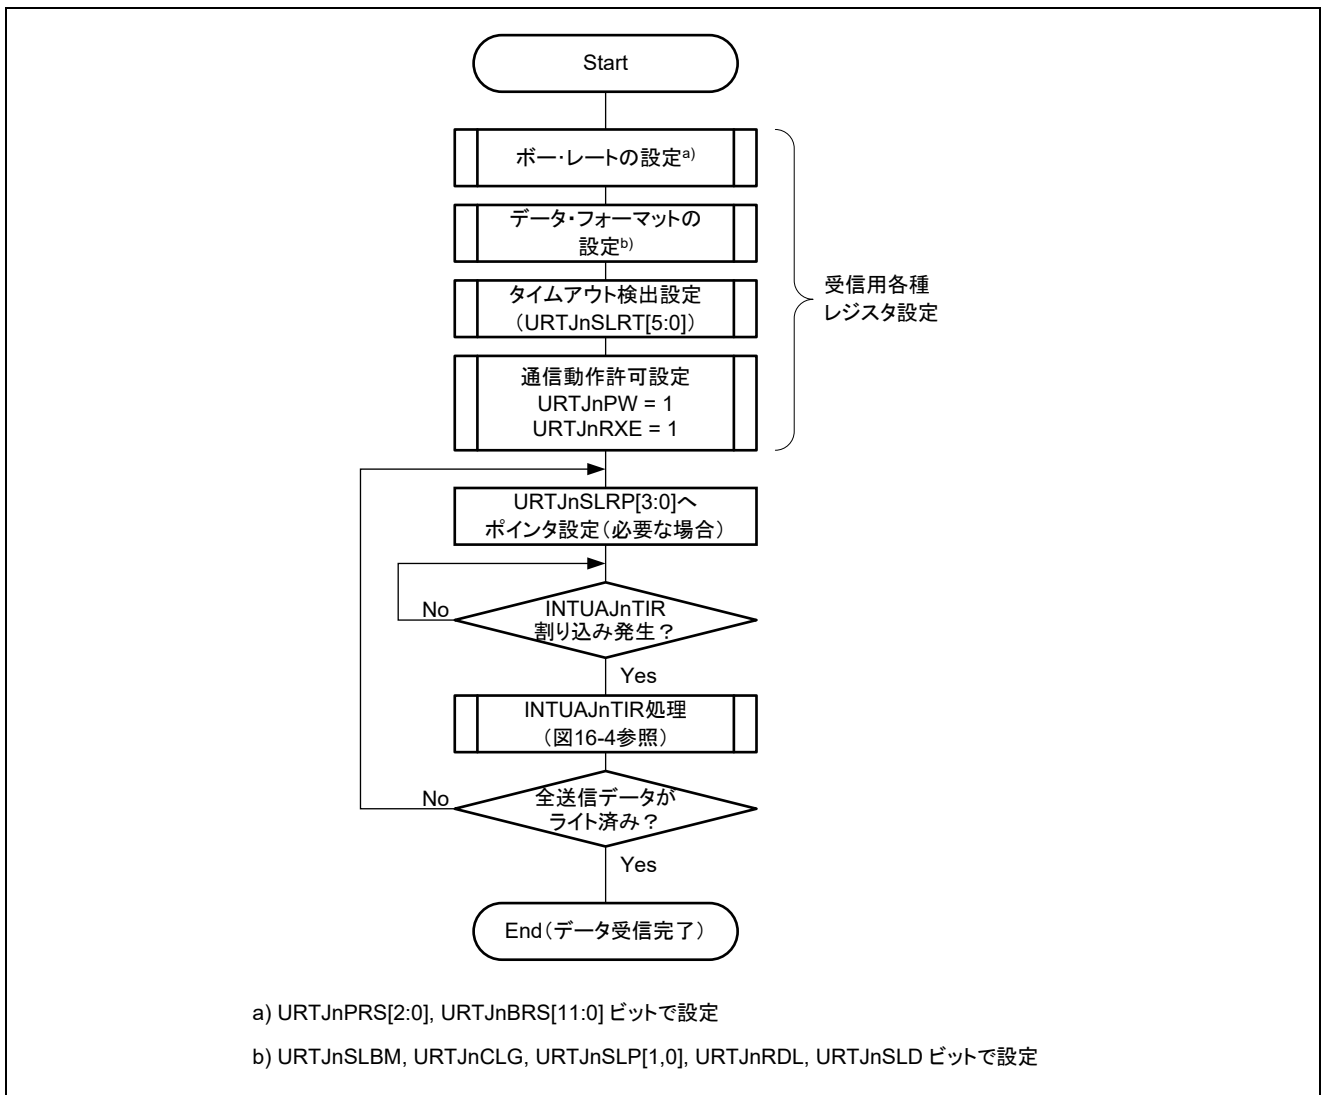 Start
ボー・レートの設定a)
データ・フォーマットの
設定b)
タイムアウト検出設定
（URTJnSLRT[5:0]）
通信動作許可設定
URTJnPW = 1
URTJnRXE = 1
受信用各種
レジスタ設定
URTJnSLRP[3:0]へ
ポインタ設定（必要な場合）
No
INTUAJnTIR
割り込み発生？
Yes
INTUAJnTIR処理
（図16-4参照）
No
全送信データが
ライト済み？
Yes
End（データ受信完了）
a) URTJnPRS[2:0], URTJnBRS[11:0] ビットで設定
b) URTJnSLBM, URTJnCLG, URTJnSLP[1,0], URTJnRDL, URTJnSLD ビットで設定